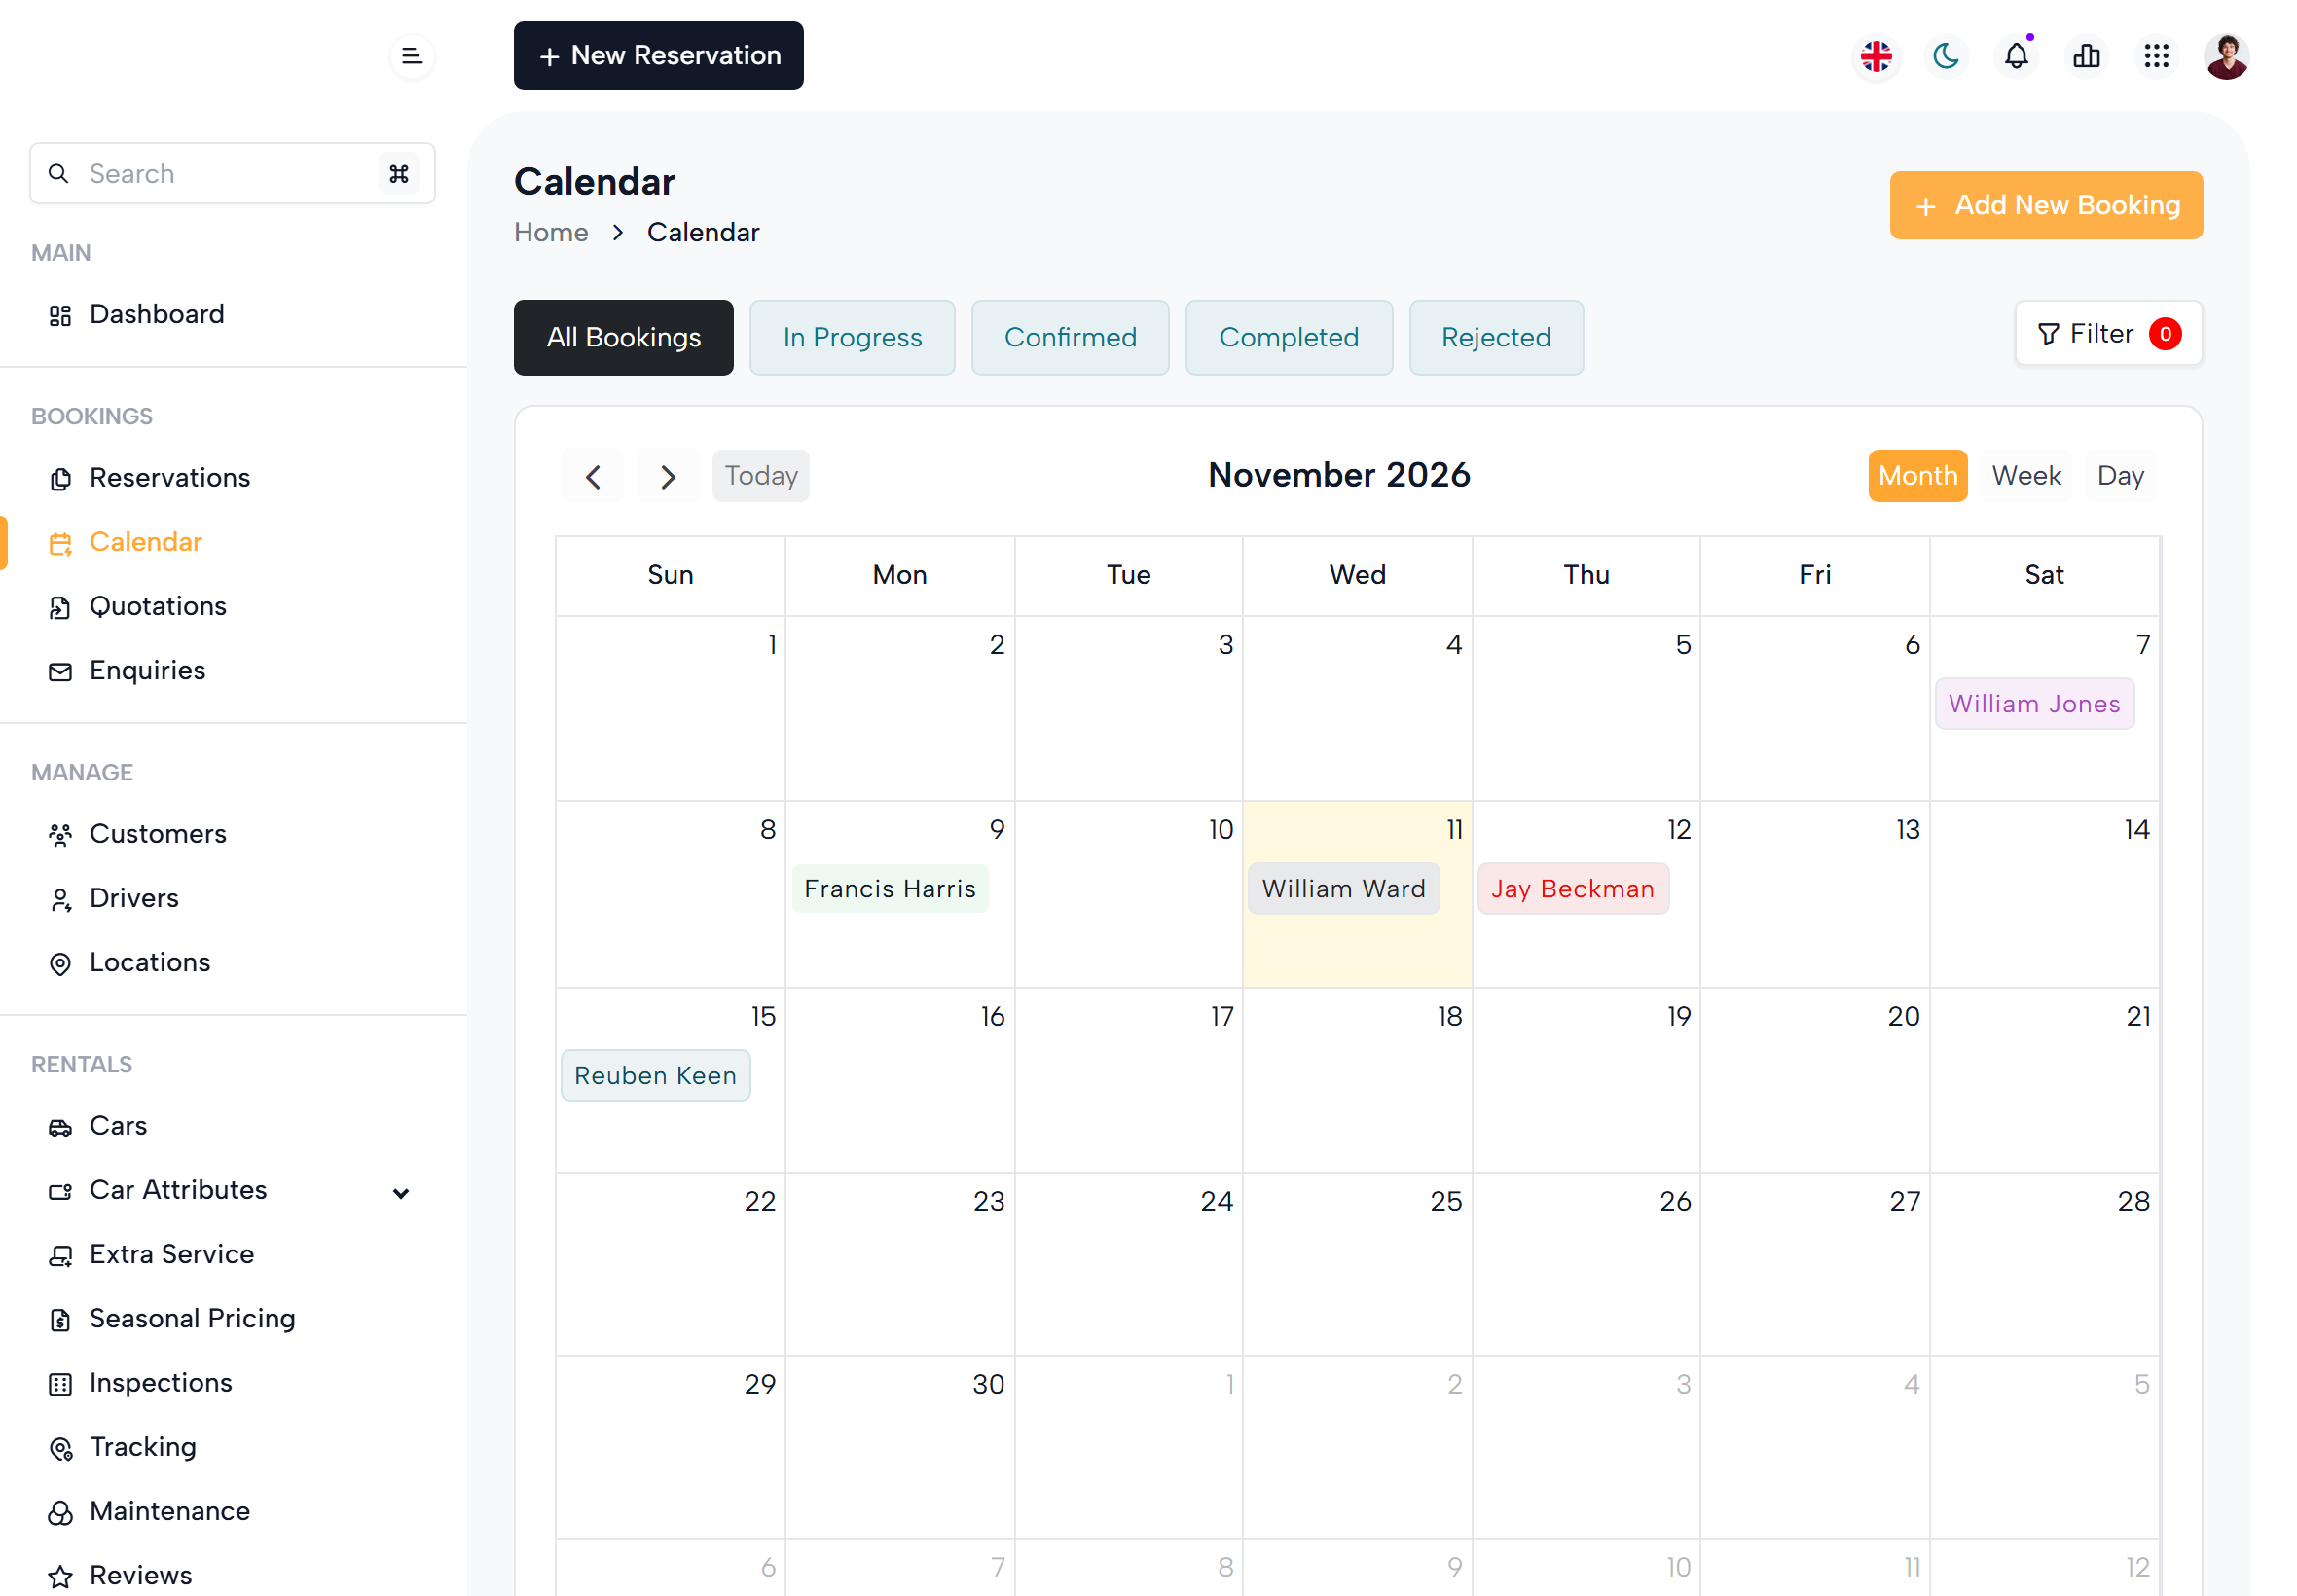 New Reservation
Search
MAIN
Dashboard
BOOKINGS
Reservations
Calendar
Quotations
Enquiries
MANAGE
Customers
Drivers
Locations
RENTALS
Cars
Car Attributes
Extra Service
Seasonal Pricing
Inspections
Tracking
Maintenance
Reviews
Calendar
Home > Calendar
+ Add New Booking
All Bookings In Progress Confirmed Completed Rejected
Filter 0
Today
November 2026
Month Week Day
Sun Mon Tue Wed Thu Fri Sat
1 2 3 4 5 6 7
William Jones
8 9 10 11 12 13 14
Francis Harris William Ward Jay Beckman
15 16 17 18 19 20 21
Reuben Keen
22 23 24 25 26 27 28
29 30 1 2 3 4 5
6 7 8 9 10 11 12